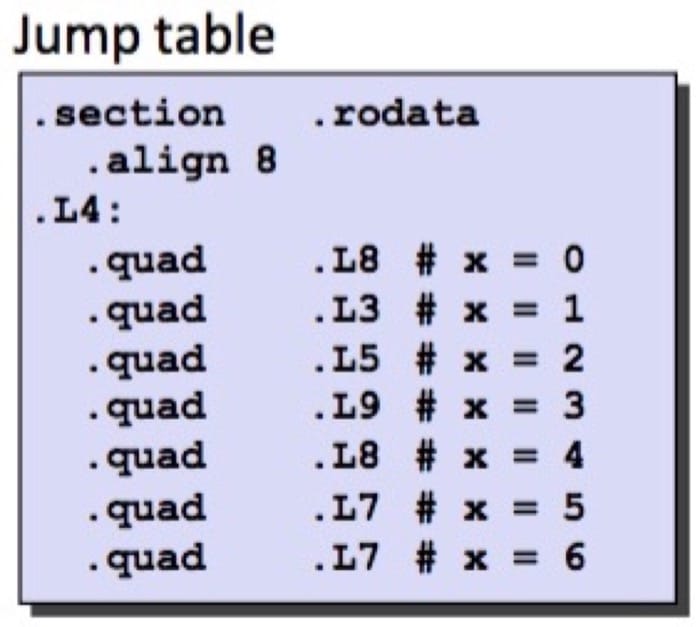 Jump table
.section .rodata
.align 8
.L4:
.quad .L8 # x = 0
.quad .L3 # x = 1
.quad .L5 # x = 2
.quad .L9 # x = 3
.quad .L8 # x = 4
.quad .L7 # x = 5
.quad .L7 # x = 6